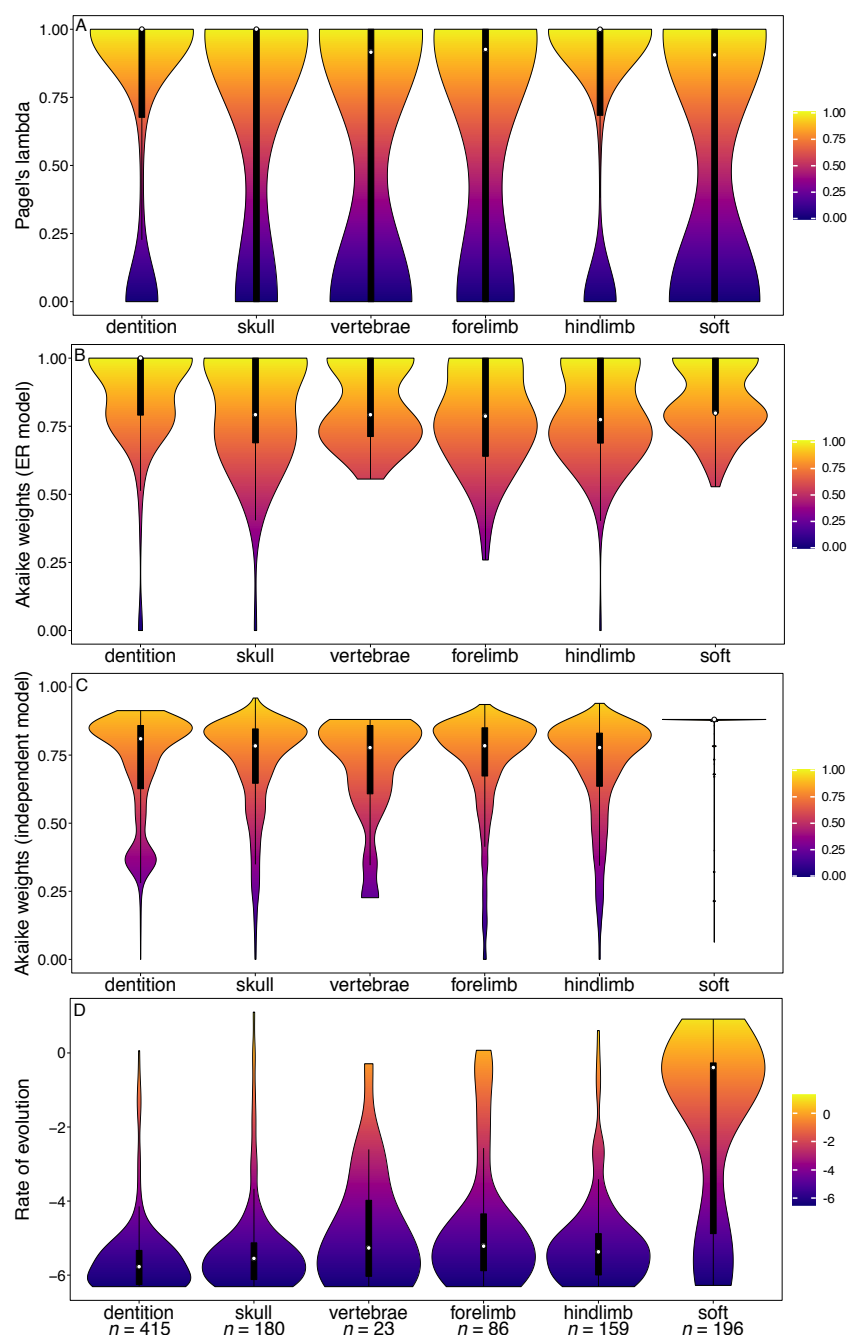 A
Pagel's lambda
1.00
0.75
0.50
0.25
0.00
dentition skull vertebrae forelimb hindlimb soft
1.00
0.75
0.50
0.25
0.00
B
Akaike weights (ER model)
1.00
0.75
0.50
0.25
0.00
dentition skull vertebrae forelimb hindlimb soft
1.00
0.75
0.50
0.25
0.00
C
Akaike weights (independent model)
1.00
0.75
0.50
0.25
0.00
dentition skull vertebrae forelimb hindlimb soft
1.00
0.75
0.50
0.25
0.00
D
Rate of evolution
0
−2
−4
−6
dentition skull vertebrae forelimb hindlimb soft
n = 415 n = 180 n = 23 n = 86 n = 159 n = 196
0
-2
-4
-6